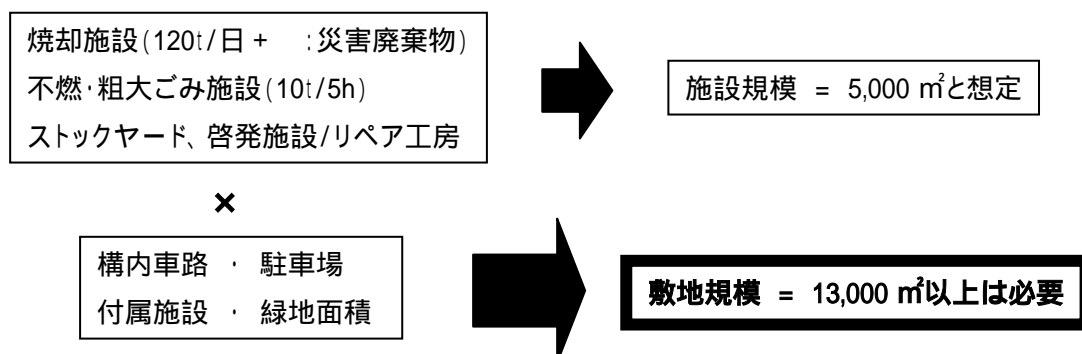 焼却施設(120t/日+　:災害廃棄物)
不燃・粗大ごみ施設(10t/5h)
ストックヤード、啓発施設/リペア工房
施設規模 = 5,000 ㎡と想定
×
構内車路 ・ 駐車場
付属施設 ・ 緑地面積
敷地規模 = 13,000 ㎡以上は必要